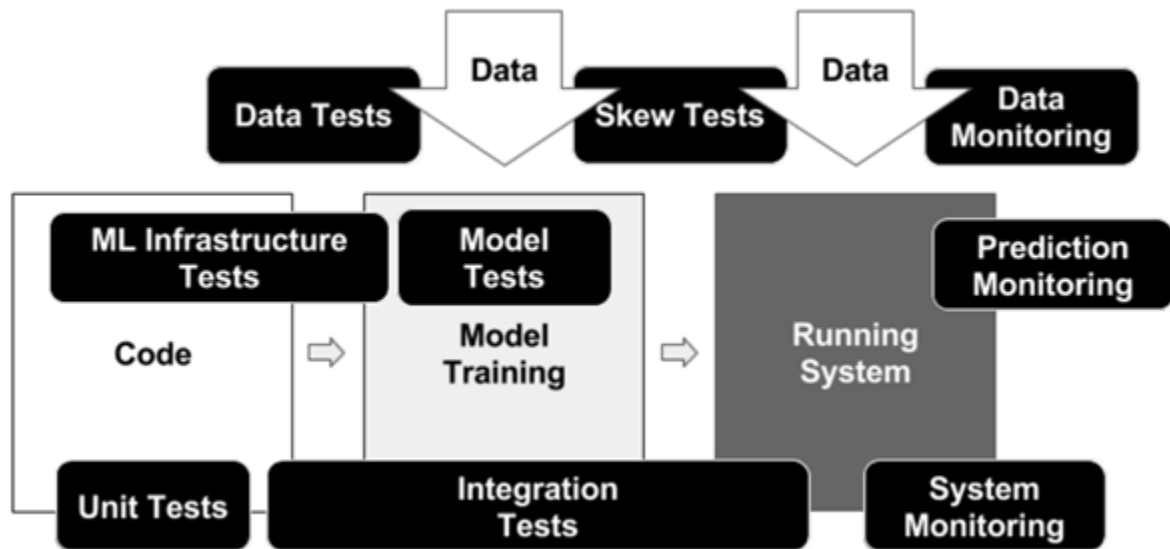 Data
Data
Data Tests
Skew Tests
Data
Monitoring
ML Infrastructure
Tests
Model
Tests
Prediction
Monitoring
Code
Model
Training
Running
System
Unit Tests
Integration
Tests
System
Monitoring